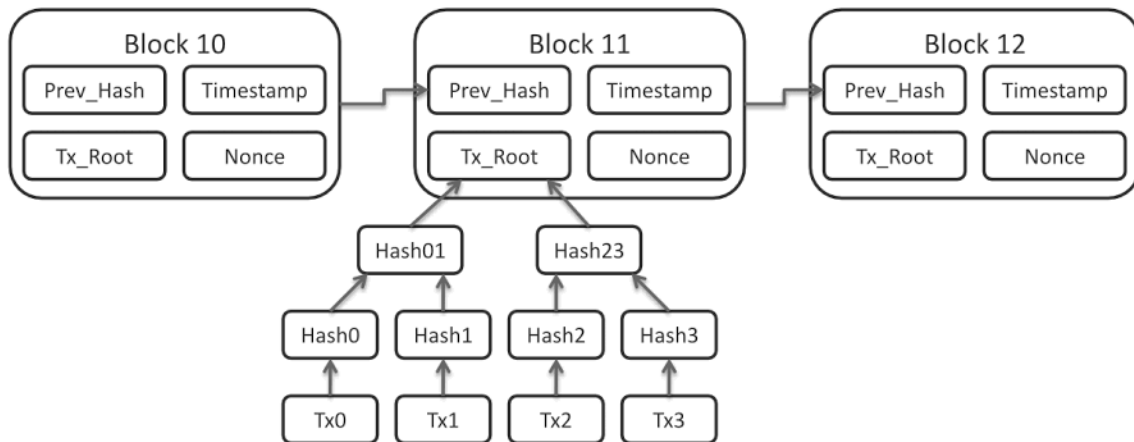 Block 10
Block 11
Block 12
Prev_Hash
Timestamp
Prev_Hash
Timestamp
Prev_Hash
Timestamp
Tx_Root
Nonce
Tx_Root
Nonce
Tx_Root
Nonce
Hash01
Hash23
Hash0
Hash1
Hash2
Hash3
Tx0
Tx1
Tx2
Tx3